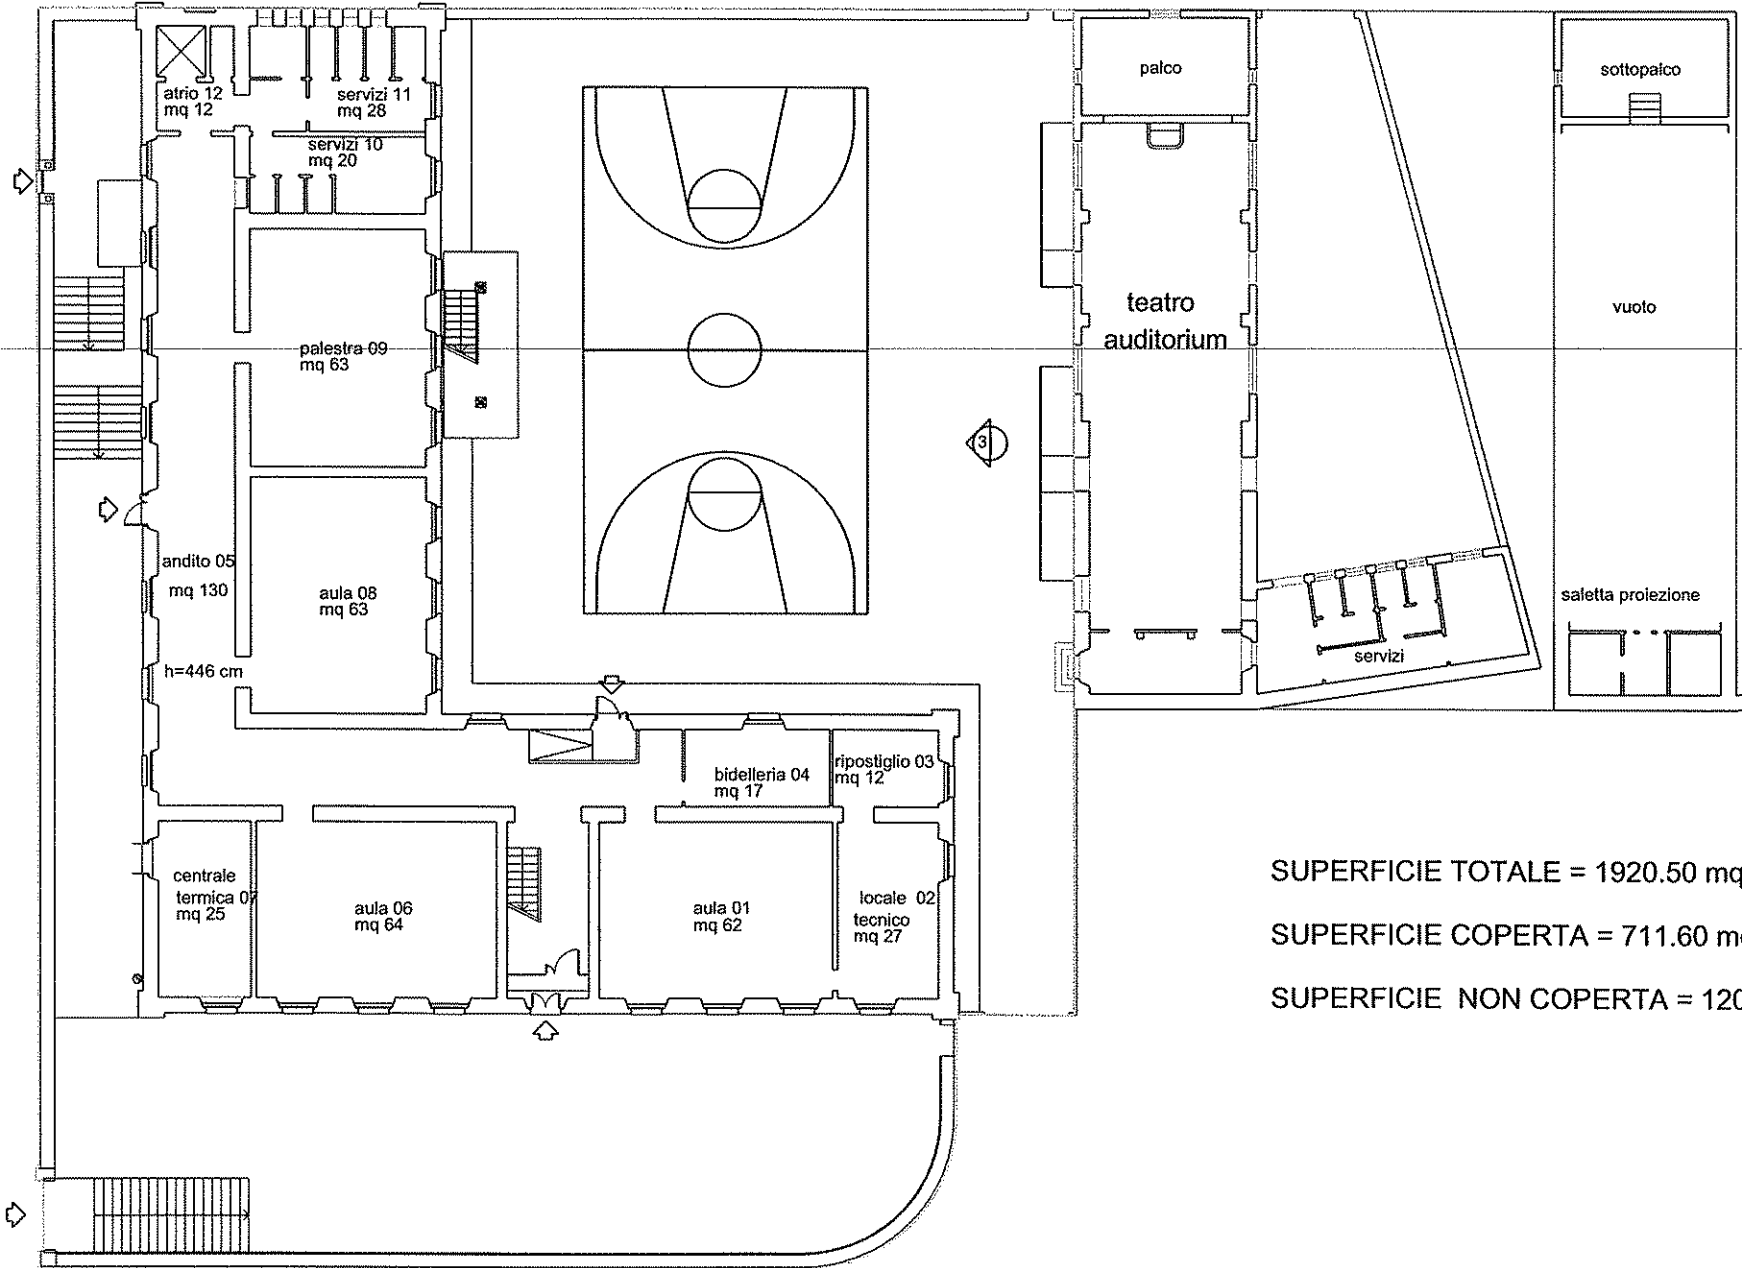 palco
sottopalco
atrio 12
mq 12
servizi 11
mq 28
servizi 10
mq 20
teatro
auditorium
vuoto
palestra 09
mq 63
3
andito 05
mq 130
aula 08
mq 63
saletta proiezione
servizi
h=446 cm
bidelleria 04
mq 17
ripostiglio 03
mq 12
centrale
termica 07
mq 25
aula 06
mq 64
aula 01
mq 62
locale 02
tecnico
mq 27
SUPERFICIE TOTALE = 1920.50 mq
SUPERFICIE COPERTA = 711.60 m
SUPERFICIE NON COPERTA = 120